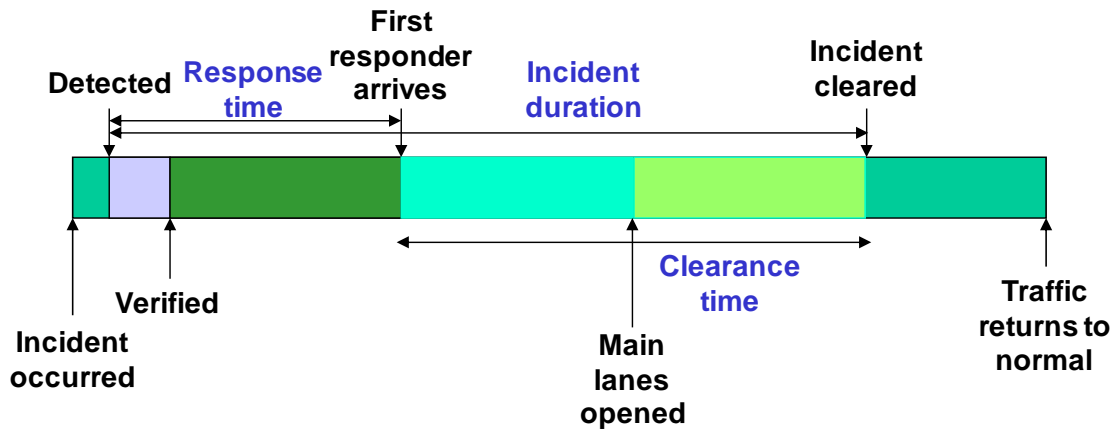 First
responder
arrives
Incident
cleared
Detected
Response
time
Incident
duration
Verified
Clearance
time
Incident
occurred
Main
lanes
opened
Traffic
returns to
normal